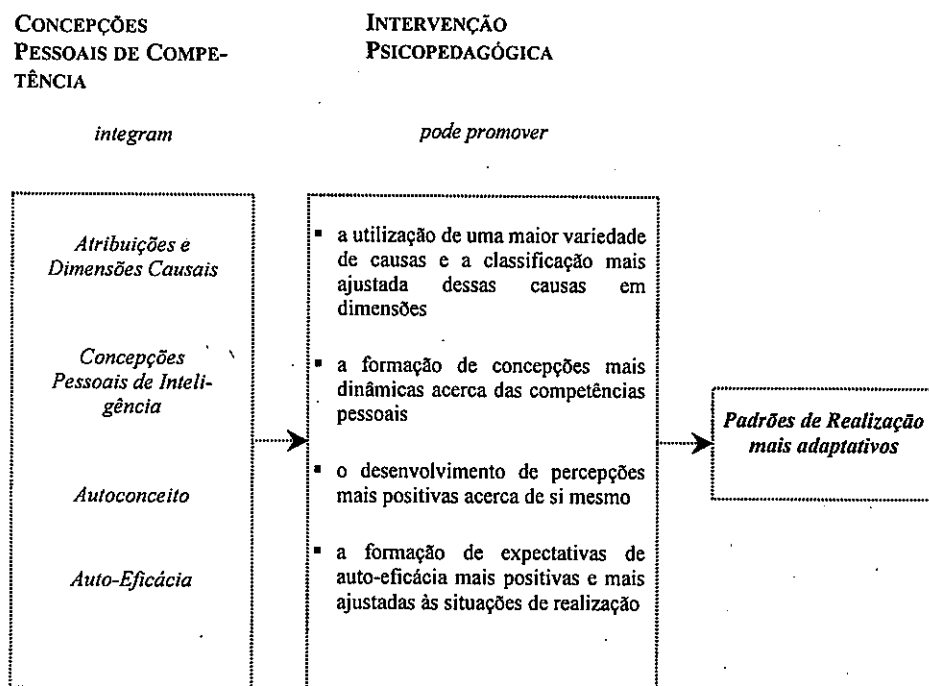 CONCEPÇÕES
PESSOAIS DE COMPE-
TÊNCIA
integram
Atribuições e
Dimensões Causais
Concepções
Pessoais de Inteli-
gência
Autoconceito
Auto-Eficácia
INTERVENÇÃO
PSICOPEDAGÓGICA
pode promover
▪ a utilização de uma maior variedade
de causas e a classificação mais
ajustada dessas causas em
dimensões
▪ a formação de concepções mais
dinâmicas acerca das competências
pessoais
▪ o desenvolvimento de percepções
mais positivas acerca de si mesmo
▪ a formação de expectativas de
auto-eficácia mais positivas e mais
ajustadas às situações de realização
Padrões de Realização
mais adaptativos